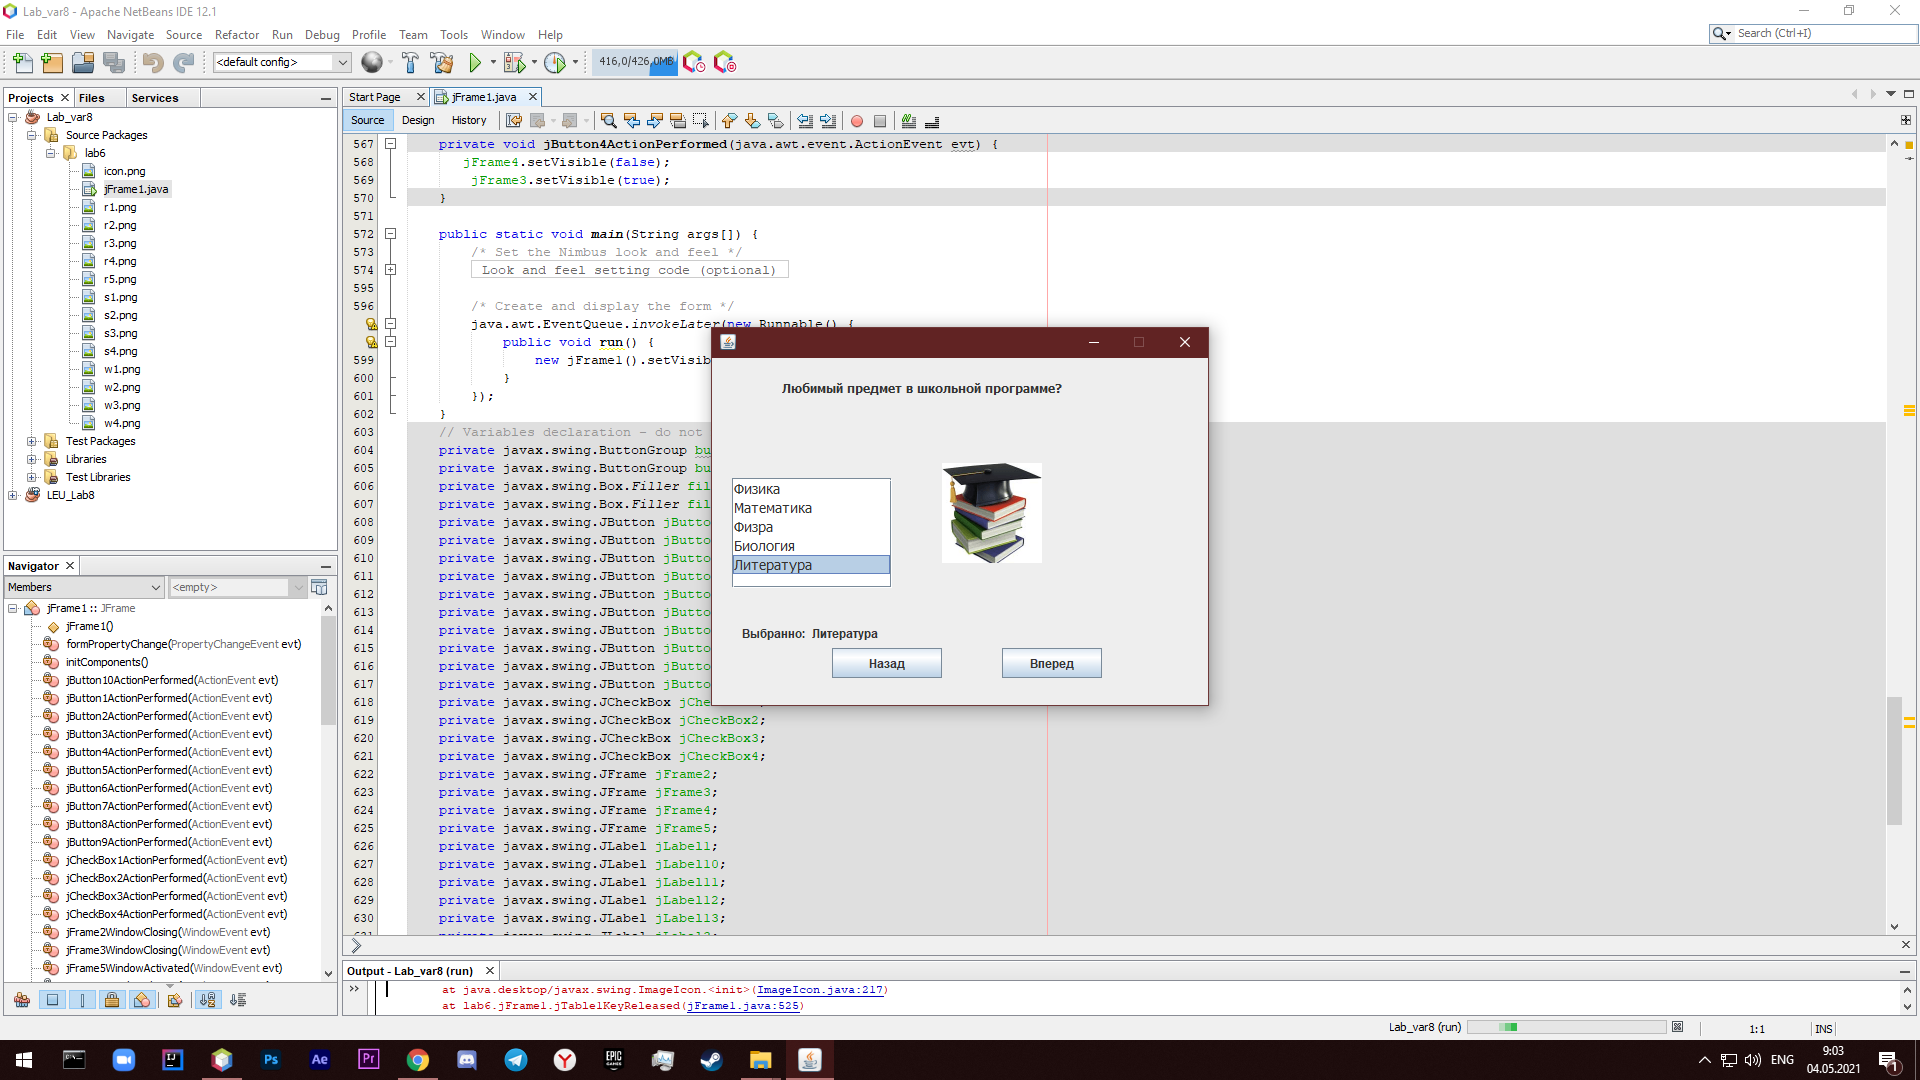 Lab_var8 - Apache NetBeans IDE 12.1
File Edit View Navigate Source Refactor Run Debug Profile Team Tools Window Help
Search (Ctrl+I)
<default config>
416,0/426,0MB
Projects Files Services
Lab_var8
Source Packages
lab6
icon.png
jFrame1.java
r1.png
r2.png
r3.png
r4.png
r5.png
s1.png
s2.png
s3.png
s4.png
w1.png
w2.png
w3.png
w4.png
Test Packages
Libraries
Test Libraries
LEU_Lab8
Navigator
Members
<empty>
jFrame1 :: JFrame
jFrame1()
formPropertyChange(PropertyChangeEvent evt)
initComponents()
jButton10ActionPerformed(ActionEvent evt)
jButton1ActionPerformed(ActionEvent evt)
jButton2ActionPerformed(ActionEvent evt)
jButton3ActionPerformed(ActionEvent evt)
jButton4ActionPerformed(ActionEvent evt)
jButton5ActionPerformed(ActionEvent evt)
jButton6ActionPerformed(ActionEvent evt)
jButton7ActionPerformed(ActionEvent evt)
jButton8ActionPerformed(ActionEvent evt)
jButton9ActionPerformed(ActionEvent evt)
jCheckBox1ActionPerformed(ActionEvent evt)
jCheckBox2ActionPerformed(ActionEvent evt)
jCheckBox3ActionPerformed(ActionEvent evt)
jCheckBox4ActionPerformed(ActionEvent evt)
jFrame2WindowClosing(WindowEvent evt)
jFrame3WindowClosing(WindowEvent evt)
jFrame5WindowActivated(WindowEvent evt)
Start Page jFrame1.java
Source Design History
567 private void jButton4ActionPerformed(java.awt.event.ActionEvent evt) {
568 jFrame4.setVisible(false);
569 jFrame3.setVisible(true);
570 }
571
572 public static void main(String args[]) {
573 /* Set the Nimbus look and feel */
574 Look and feel setting code (optional)
595
596 /* Create and display the form */
java.awt.EventQueue.invokeLater(new Runnable() {
public void run() {
599 new jFrame1().setVisib
600 }
601 });
602 }
603 // Variables declaration - do not
604 private javax.swing.ButtonGroup bu
605 private javax.swing.ButtonGroup bu
606 private javax.swing.Box.Filler fil
607 private javax.swing.Box.Filler fil
608 private javax.swing.JButton jButto
609 private javax.swing.JButton jButto
610 private javax.swing.JButton jButto
611 private javax.swing.JButton jButto
612 private javax.swing.JButton jButto
613 private javax.swing.JButton jButto
614 private javax.swing.JButton jButto
615 private javax.swing.JButton jButto
616 private javax.swing.JButton jButto
617 private javax.swing.JButton jButto
618 private javax.swing.JCheckBox jChe
619 private javax.swing.JCheckBox jCheckBox2;
620 private javax.swing.JCheckBox jCheckBox3;
621 private javax.swing.JCheckBox jCheckBox4;
622 private javax.swing.JFrame jFrame2;
623 private javax.swing.JFrame jFrame3;
624 private javax.swing.JFrame jFrame4;
625 private javax.swing.JFrame jFrame5;
626 private javax.swing.JLabel jLabel1;
627 private javax.swing.JLabel jLabel10;
628 private javax.swing.JLabel jLabel11;
629 private javax.swing.JLabel jLabel12;
630 private javax.swing.JLabel jLabel13;
Любимый предмет в школьной программе?
Физика
Математика
Физра
Биология
Литература
Выбранно: Литература
Назад Вперед
Output - Lab_var8 (run)
at java.desktop/javax.swing.ImageIcon.<init>(ImageIcon.java:217)
at lab6.jFrame1.jTable1KeyReleased(jFrame1.java:525)
Lab_var8 (run) 1:1 INS
Ps Ae Pr EPIC GAMES
ENG
9:03
04.05.2021
1